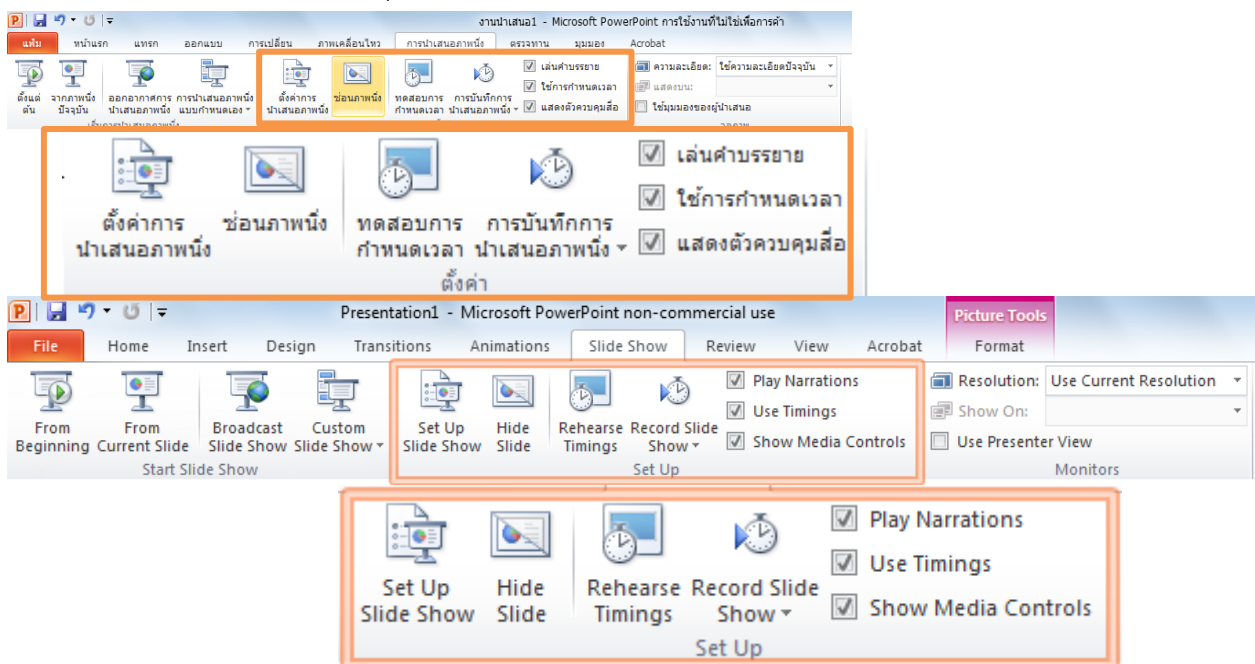 งานนำเสนอ1 - Microsoft PowerPoint การใช้งานที่ไม่ใช่เพื่อการค้า
แฟ้ม หน้าแรก แทรก ออกแบบ การเปลี่ยน ภาพเคลื่อนไหว การนำเสนอภาพนิ่ง ตรวจทาน มุมมอง Acrobat
ตั้งแต่ต้น
จากภาพนิ่งปัจจุบัน
ออกอากาศการนำเสนอภาพนิ่ง
การนำเสนอภาพนิ่งแบบกำหนดเอง
ตั้งค่าการนำเสนอภาพนิ่ง
ซ่อนภาพนิ่ง
ทดสอบการกำหนดเวลา
การบันทึกการนำเสนอภาพนิ่ง
เล่นคำบรรยาย
ใช้การกำหนดเวลา
แสดงตัวควบคุมสื่อ
ความละเอียด: ใช้ความละเอียดปัจจุบัน
แสดงบน:
ใช้มุมมองของผู้นำเสนอ
เริ่มการนำเสนอภาพนิ่ง
ตั้งค่าการ
นำเสนอภาพนิ่ง
ซ่อนภาพนิ่ง
ทดสอบการ
กำหนดเวลา
การบันทึกการ
นำเสนอภาพนิ่ง
เล่นคำบรรยาย
ใช้การกำหนดเวลา
แสดงตัวควบคุมสื่อ
ตั้งค่า
Presentation1 - Microsoft PowerPoint non-commercial use
Picture Tools
File Home Insert Design Transitions Animations Slide Show Review View Acrobat Format
From
Beginning
From
Current Slide
Broadcast
Slide Show
Custom
Slide Show
Set Up
Slide Show
Hide
Slide
Rehearse
Timings
Record Slide
Show
Play Narrations
Use Timings
Show Media Controls
Resolution: Use Current Resolution
Show On:
Use Presenter View
Start Slide Show
Set Up
Monitors
Set Up
Slide Show
Hide
Slide
Rehearse
Timings
Record Slide
Show
Play Narrations
Use Timings
Show Media Controls
Set Up